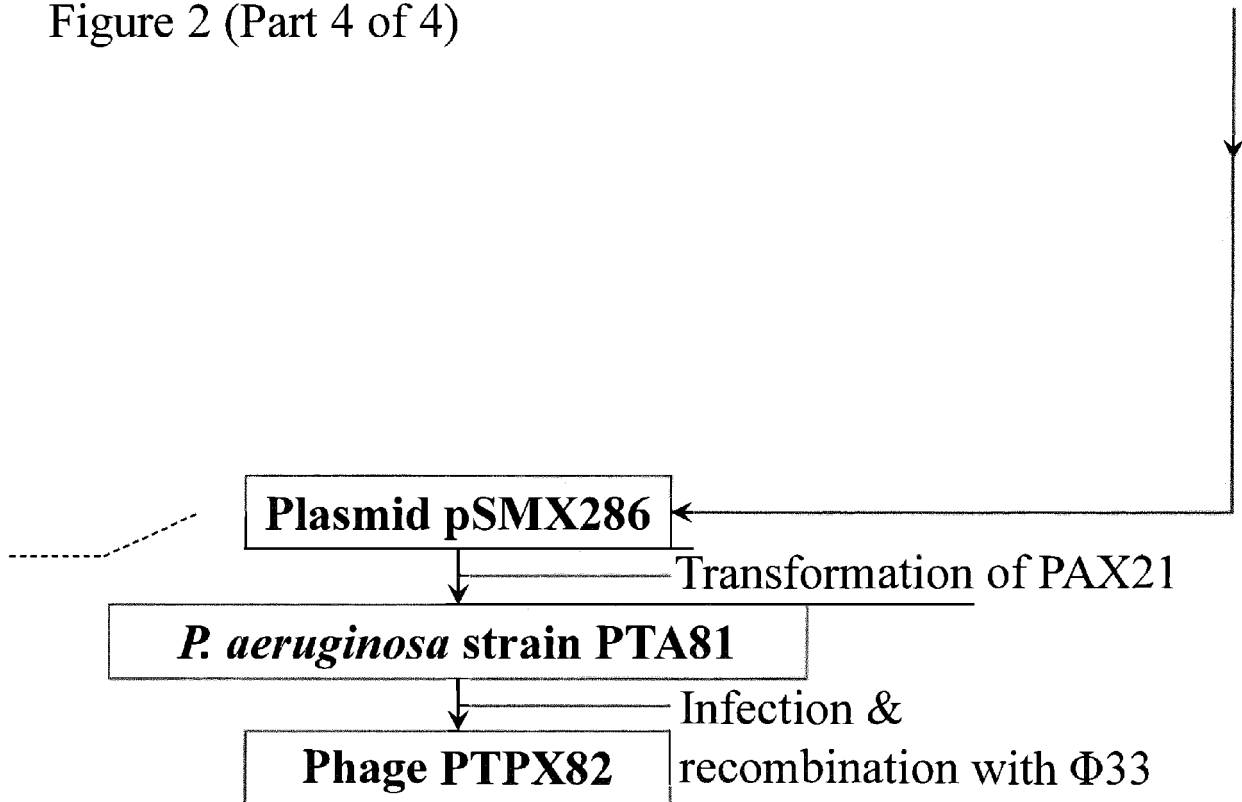 Figure 2 (Part 4 of 4)
Plasmid pSMX286
Transformation of PAX21
P. aeruginosa strain PTA81
Infection &
recombination with Φ33
Phage PTPX82